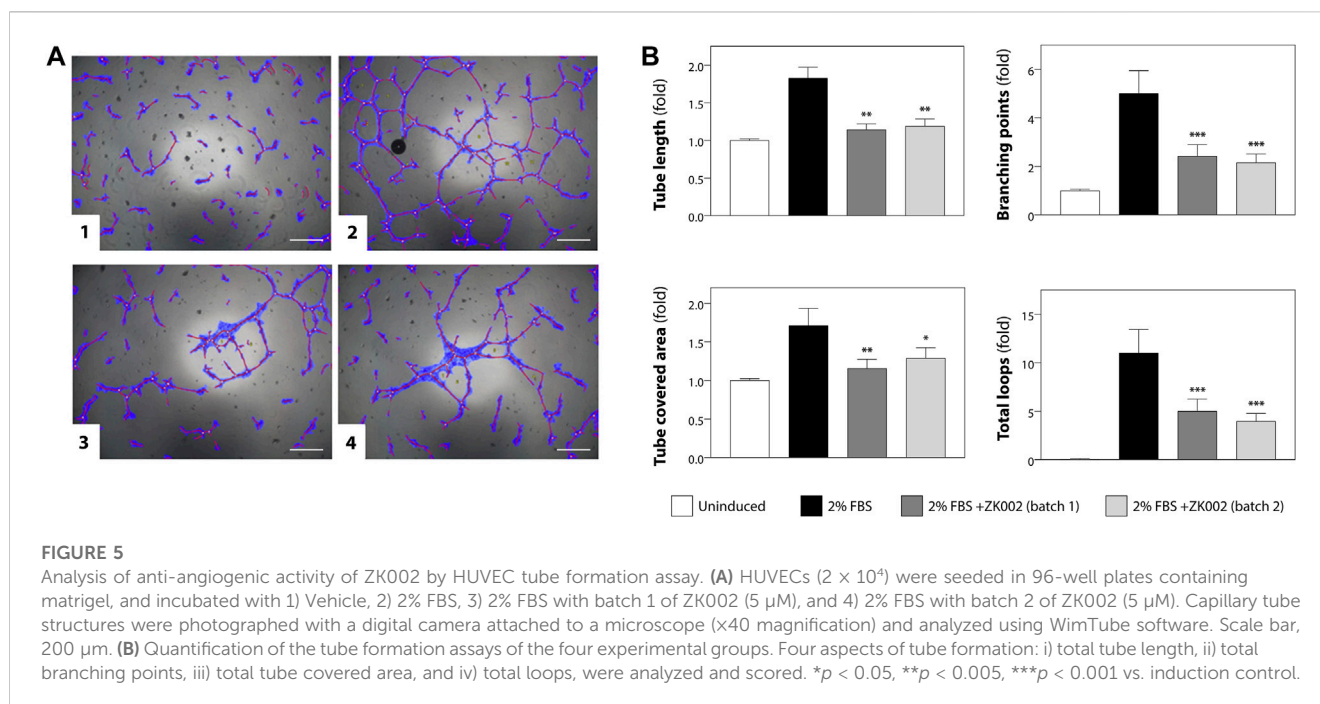 A
1
2
3
4
B
Tube length (fold)
2.0
1.5
1.0
0.5
0.0
**
**
Branching points (fold)
6
4
2
0
***
***
Tube covered area (fold)
2.0
1.5
1.0
0.5
0.0
**
*
Total loops (fold)
15
10
5
0
***
***
Uninduced
2% FBS
2% FBS +ZK002 (batch 1)
2% FBS +ZK002 (batch 2)
FIGURE 5
Analysis of anti-angiogenic activity of ZK002 by HUVEC tube formation assay. (A) HUVECs (2 × 10⁴) were seeded in 96-well plates containing
matrigel, and incubated with 1) Vehicle, 2) 2% FBS, 3) 2% FBS with batch 1 of ZK002 (5 μM), and 4) 2% FBS with batch 2 of ZK002 (5 μM). Capillary tube
structures were photographed with a digital camera attached to a microscope (×40 magnification) and analyzed using WimTube software. Scale bar,
200 μm. (B) Quantification of the tube formation assays of the four experimental groups. Four aspects of tube formation: i) total tube length, ii) total
branching points, iii) total tube covered area, and iv) total loops, were analyzed and scored. *p < 0.05, **p < 0.005, ***p < 0.001 vs. induction control.